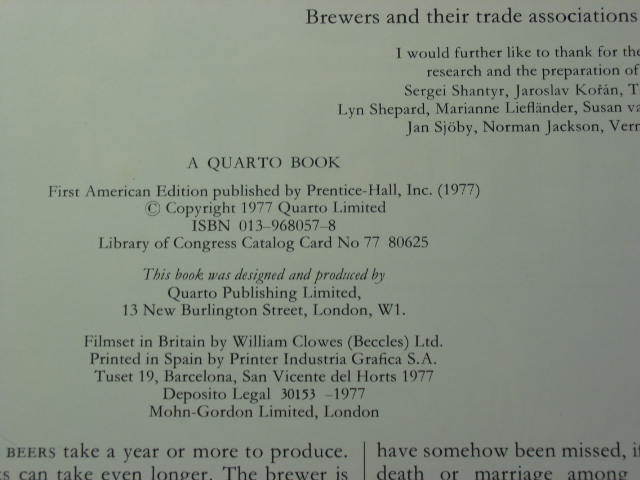 Brewers and their trade associations
I would further like to thank for the
research and the preparation of
Sergei Shantyr, Jaroslav Kořán, T
Lyn Shepard, Marianne Liefländer, Susan va
Jan Sjöby, Norman Jackson, Vern
A QUARTO BOOK
First American Edition published by Prentice-Hall, Inc. (1977)
© Copyright 1977 Quarto Limited
ISBN 013-968057-8
Library of Congress Catalog Card No 77 80625
This book was designed and produced by
Quarto Publishing Limited,
13 New Burlington Street, London, W1.
Filmset in Britain by William Clowes (Beccles) Ltd.
Printed in Spain by Printer Industria Grafica S.A.
Tuset 19, Barcelona, San Vicente del Horts 1977
Deposito Legal 30153 -1977
Mohn-Gordon Limited, London
BEERS take a year or more to produce.
ks can take even longer. The brewer is
have somehow been missed, if
death or marriage among